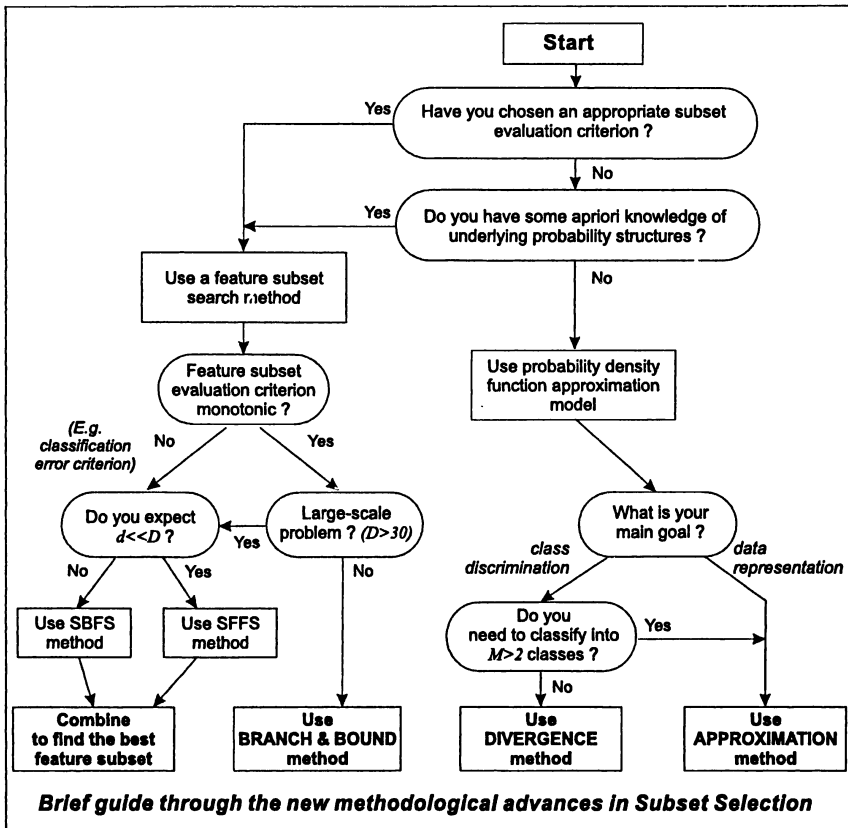 Start
Yes
Have you chosen an appropriate subset
evaluation criterion ?
No
Yes
Do you have some apriori knowledge of
underlying probability structures ?
No
Use a feature subset
search method
Use probability density
function approximation
model
Feature subset
evaluation criterion
monotonic ?
(E.g.
classification
error criterion)
No
Yes
Do you expect
d<<D ?
Yes
Large-scale
problem ? (D>30)
What is your
main goal ?
class
discrimination
data
representation
No
Yes
No
Use SBFS
method
Use SFFS
method
Do you
need to classify into
M>2 classes ?
Yes
No
Combine
to find the best
feature subset
Use
BRANCH & BOUND
method
Use
DIVERGENCE
method
Use
APPROXIMATION
method
Brief guide through the new methodological advances in Subset Selection